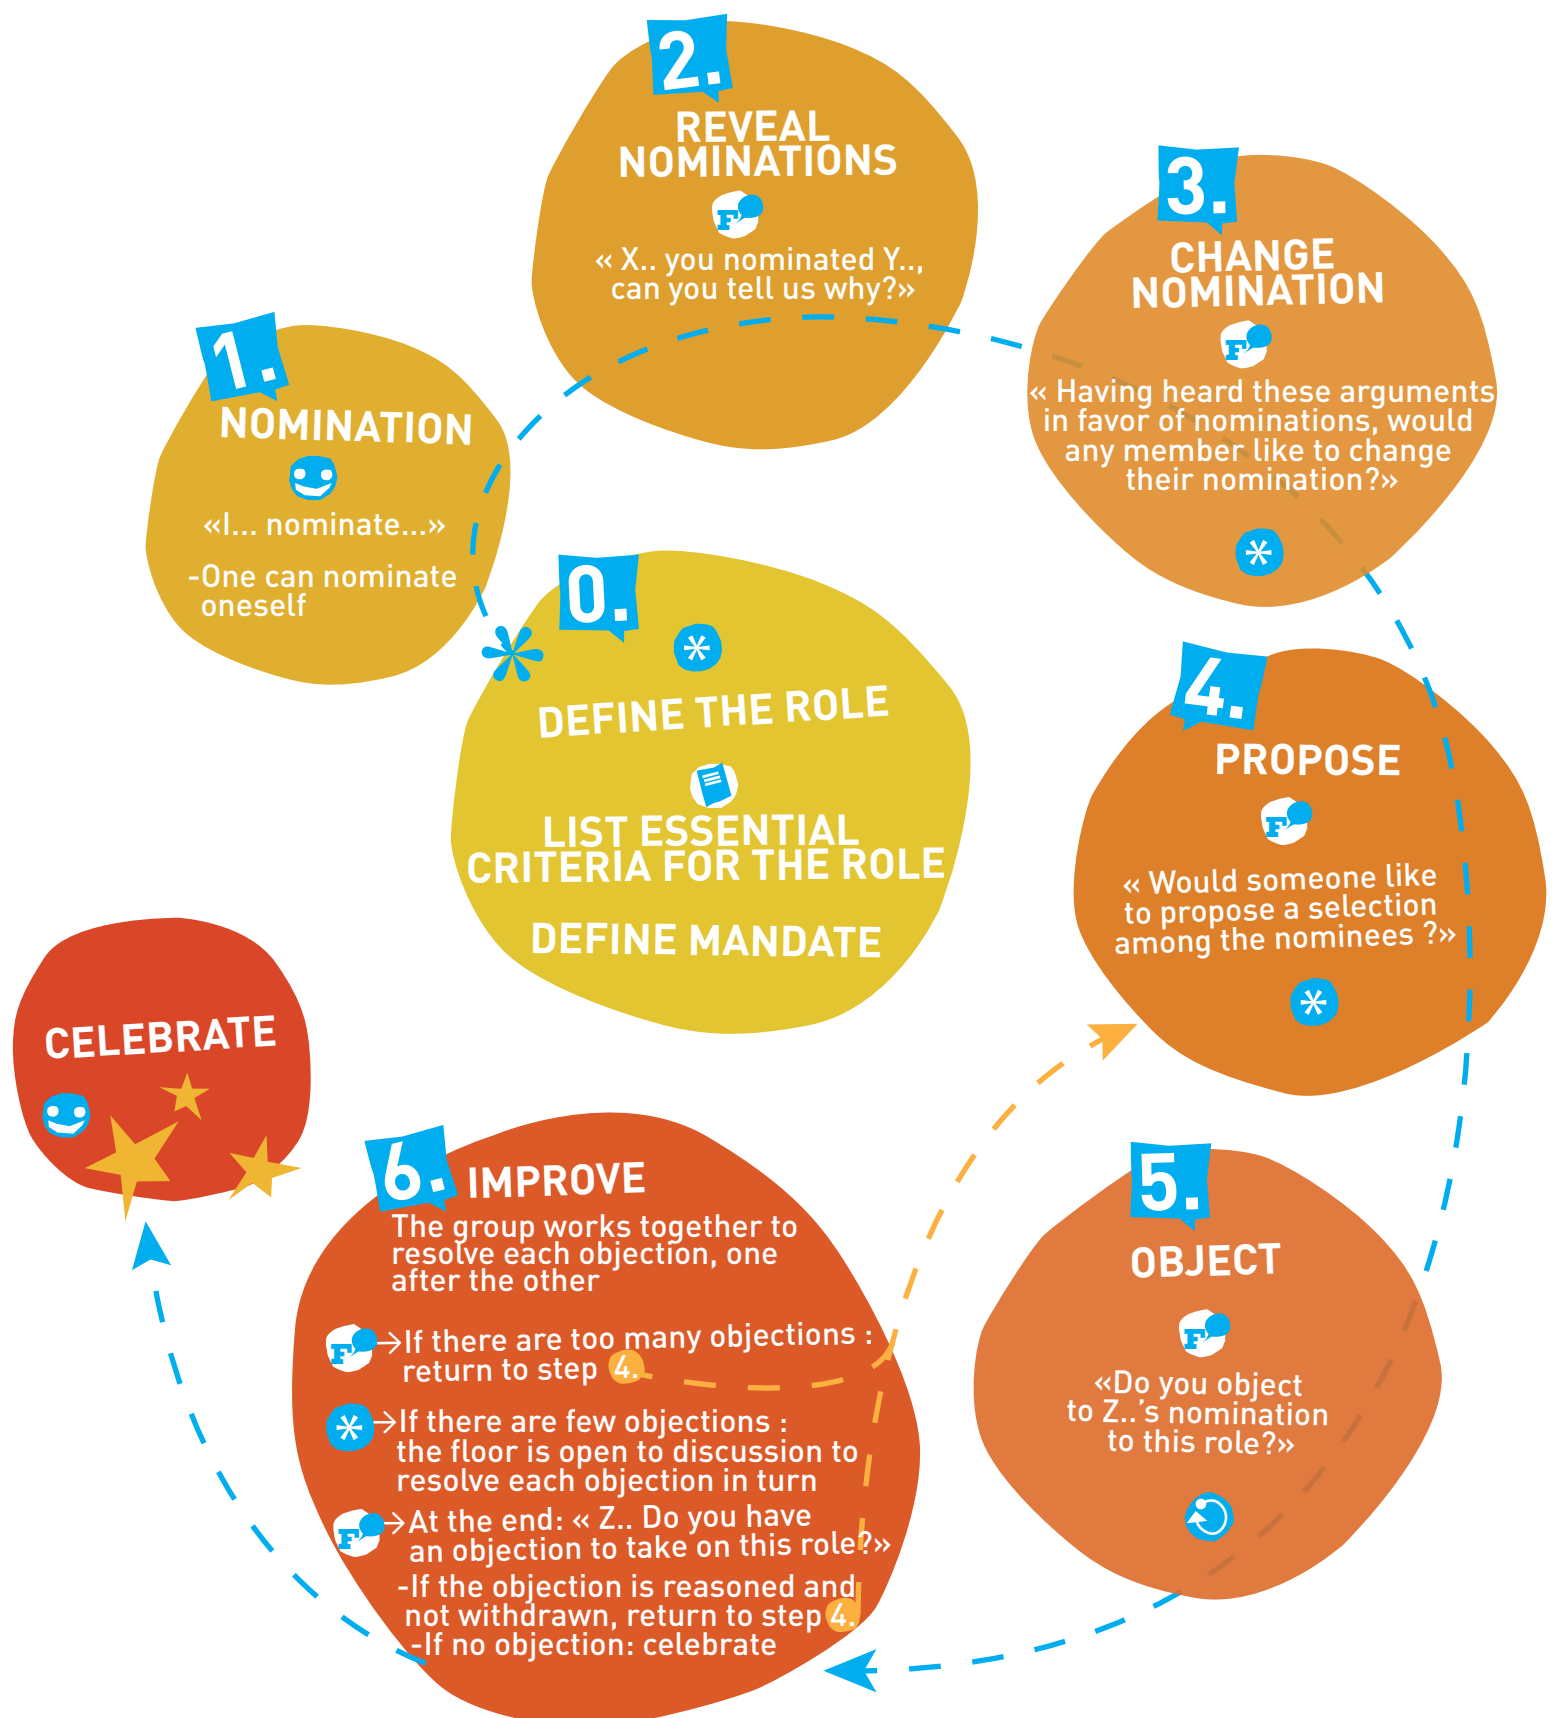 0.
DEFINE THE ROLE
LIST ESSENTIAL
CRITERIA FOR THE ROLE
DEFINE MANDATE
1.
NOMINATION
«I... nominate...»
-One can nominate
oneself
2.
REVEAL
NOMINATIONS
F
« X.. you nominated Y..,
can you tell us why?»
3.
CHANGE
NOMINATION
F
« Having heard these arguments
in favor of nominations, would
any member like to change
their nomination?»
*
4.
PROPOSE
F
« Would someone like
to propose a selection
among the nominees ?»
*
5.
OBJECT
F
«Do you object
to Z..’s nomination
to this role?»
6.
IMPROVE
The group works together to
resolve each objection, one
after the other
F
→If there are too many objections :
return to step 4.
*
→If there are few objections :
the floor is open to discussion to
resolve each objection in turn
F
→At the end: « Z.. Do you have
an objection to take on this role?»
-If the objection is reasoned and
not withdrawn, return to step 4.
-If no objection: celebrate
CELEBRATE